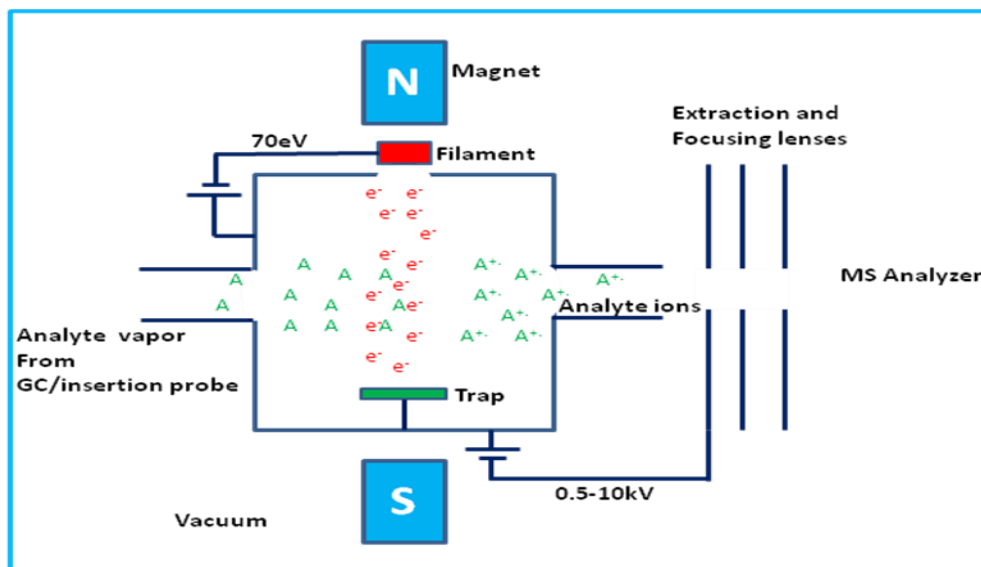 N
Magnet
Extraction and
Focusing lenses
70eV
Filament
e⁻ e⁻
e⁻ e⁻
e⁻
e⁻
e⁻
e⁻
e⁻ e⁻
e⁻
e⁻
e⁻
A A A A A
A A A A
A A A
A⁺· A⁺· A⁺·
A⁺· A⁺·
A⁺·
A⁺· A⁺·
MS Analyzer
Analyte ions
Analyte vapor
From
GC/insertion probe
Trap
0.5-10kV
S
Vacuum